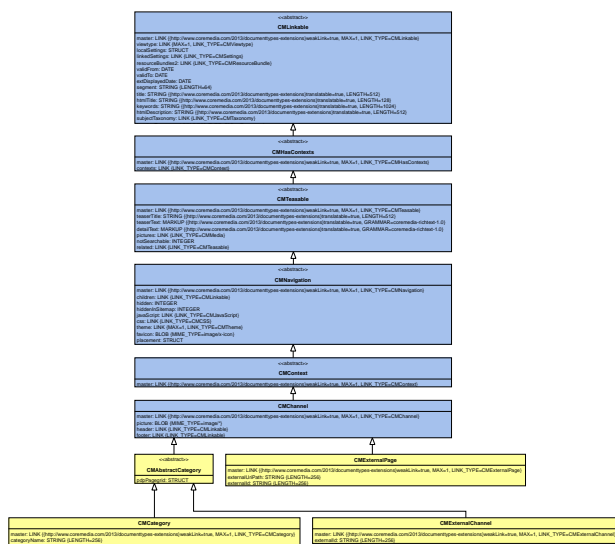 <<abstract>>
CMLinkable
master: LINK {{http://www.coremedia.com/2013/documenttypes-extensions}weakLink=true, MAX=1, LINK_TYPE=CMLinkable}
viewtype: LINK {MAX=1, LINK_TYPE=CMViewtype}
localSettings: STRUCT
linkedSettings: LINK {LINK_TYPE=CMSettings}
resourceBundles2: LINK {LINK_TYPE=CMResourceBundle}
validFrom: DATE
validTo: DATE
extDisplayedDate: DATE
segment: STRING {LENGTH=64}
title: STRING {{http://www.coremedia.com/2013/documenttypes-extensions}translatable=true, LENGTH=512}
htmlTitle: STRING {{http://www.coremedia.com/2013/documenttypes-extensions}translatable=true, LENGTH=128}
keywords: STRING {{http://www.coremedia.com/2013/documenttypes-extensions}translatable=true, LENGTH=1024}
htmlDescription: STRING {{http://www.coremedia.com/2013/documenttypes-extensions}translatable=true, LENGTH=512}
subjectTaxonomy: LINK {LINK_TYPE=CMTaxonomy}
<<abstract>>
CMHasContexts
master: LINK {{http://www.coremedia.com/2013/documenttypes-extensions}weakLink=true, MAX=1, LINK_TYPE=CMHasContexts}
contexts: LINK {LINK_TYPE=CMContext}
<<abstract>>
CMTeasable
master: LINK {{http://www.coremedia.com/2013/documenttypes-extensions}weakLink=true, MAX=1, LINK_TYPE=CMTeasable}
teaserTitle: STRING {{http://www.coremedia.com/2013/documenttypes-extensions}translatable=true, LENGTH=512}
teaserText: MARKUP {{http://www.coremedia.com/2013/documenttypes-extensions}translatable=true, GRAMMAR=coremedia-richtext-1.0}
detailText: MARKUP {{http://www.coremedia.com/2013/documenttypes-extensions}translatable=true, GRAMMAR=coremedia-richtext-1.0}
pictures: LINK {LINK_TYPE=CMMedia}
notSearchable: INTEGER
related: LINK {LINK_TYPE=CMTeasable}
<<abstract>>
CMNavigation
master: LINK {{http://www.coremedia.com/2013/documenttypes-extensions}weakLink=true, MAX=1, LINK_TYPE=CMNavigation}
children: LINK {LINK_TYPE=CMLinkable}
hidden: INTEGER
hiddenInSitemap: INTEGER
javaScript: LINK {LINK_TYPE=CMJavaScript}
css: LINK {LINK_TYPE=CMCSS}
theme: LINK {MAX=1, LINK_TYPE=CMTheme}
favicon: BLOB {MIME_TYPE=image/x-icon}
placement: STRUCT
<<abstract>>
CMContext
master: LINK {{http://www.coremedia.com/2013/documenttypes-extensions}weakLink=true, MAX=1, LINK_TYPE=CMContext}
CMChannel
master: LINK {{http://www.coremedia.com/2013/documenttypes-extensions}weakLink=true, MAX=1, LINK_TYPE=CMChannel}
picture: BLOB {MIME_TYPE=image/*}
header: LINK {LINK_TYPE=CMLinkable}
footer: LINK {LINK_TYPE=CMLinkable}
<<abstract>>
CMAbstractCategory
pdpPagegrid: STRUCT
CMExternalPage
master: LINK {{http://www.coremedia.com/2013/documenttypes-extensions}weakLink=true, MAX=1, LINK_TYPE=CMExternalPage}
externalUriPath: STRING {LENGTH=256}
externalId: STRING {LENGTH=256}
CMCategory
master: LINK {{http://www.coremedia.com/2013/documenttypes-extensions}weakLink=true, MAX=1, LINK_TYPE=CMCategory}
categoryName: STRING {LENGTH=256}
CMExternalChannel
master: LINK {{http://www.coremedia.com/2013/documenttypes-extensions}weakLink=true, MAX=1, LINK_TYPE=CMExternalChannel}
externalId: STRING {LENGTH=256}